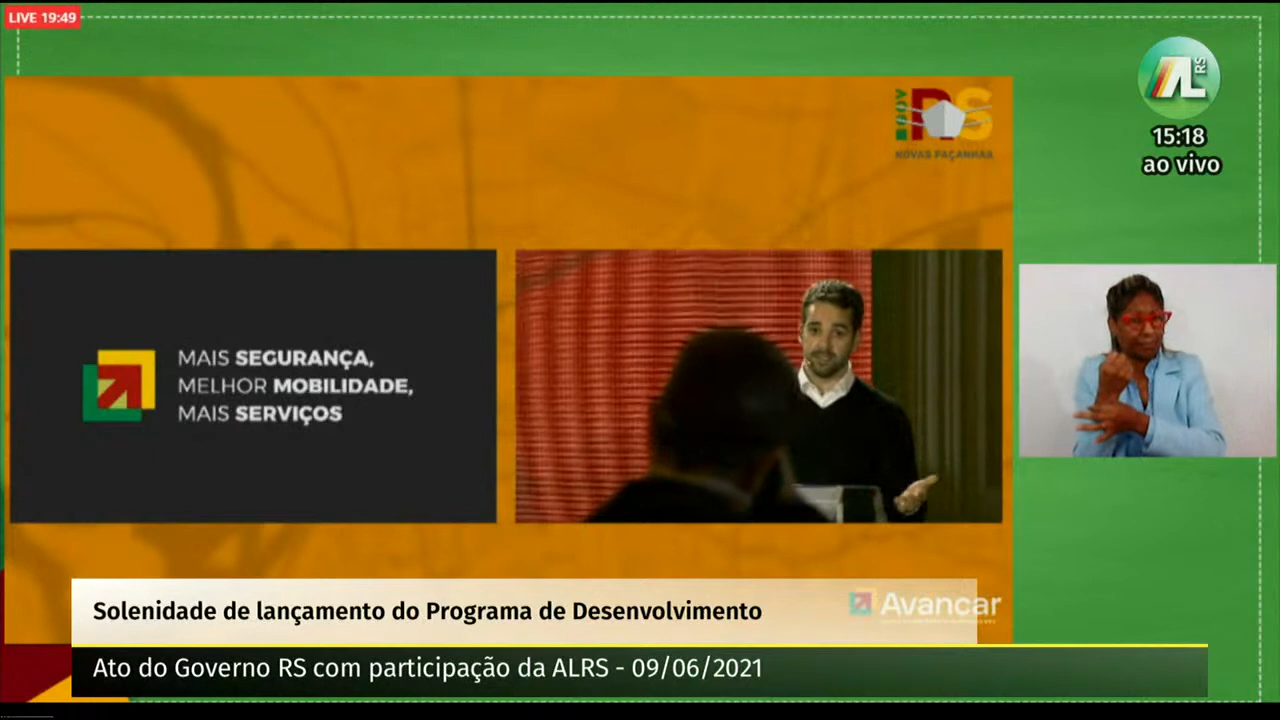 LIVE 19:49
RS
AL
15:18
ao vivo
GOV
RS
NOVAS FAÇANHAS
MAIS SEGURANÇA,
MELHOR MOBILIDADE,
MAIS SERVIÇOS
Avançar
Solenidade de lançamento do Programa de Desenvolvimento
Ato do Governo RS com participação da ALRS - 09/06/2021